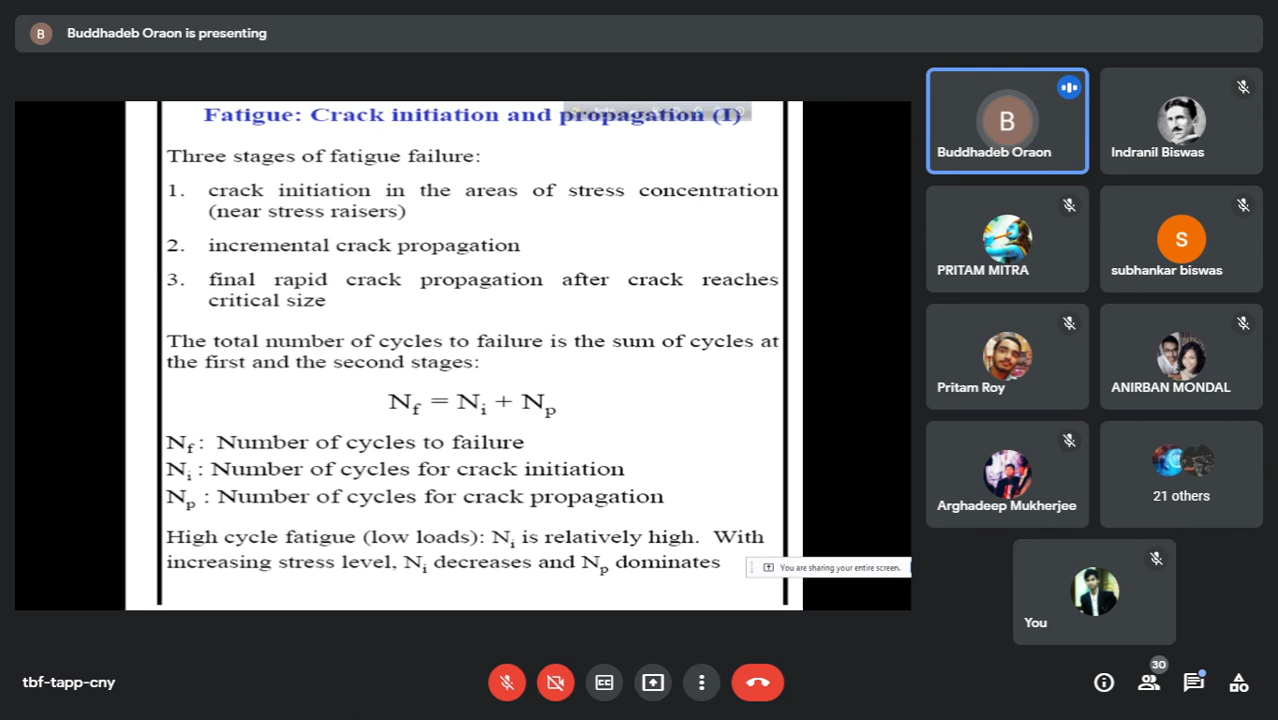 B Buddhadeb Oraon is presenting
Fatigue: Crack initiation and propagation (I)
Three stages of fatigue failure:
1. crack initiation in the areas of stress concentration
(near stress raisers)
2. incremental crack propagation
3. final rapid crack propagation after crack reaches
critical size
The total number of cycles to failure is the sum of cycles at
the first and the second stages:
Nf = Ni + Np
Nf : Number of cycles to failure
Ni : Number of cycles for crack initiation
Np : Number of cycles for crack propagation
High cycle fatigue (low loads): Ni is relatively high. With
increasing stress level, Ni decreases and Np dominates
You are sharing your entire screen.
B
Buddhadeb Oraon
Indranil Biswas
PRITAM MITRA
S
subhankar biswas
Pritam Roy
ANIRBAN MONDAL
Arghadeep Mukherjee
21 others
You
tbf-tapp-cny
CC
30